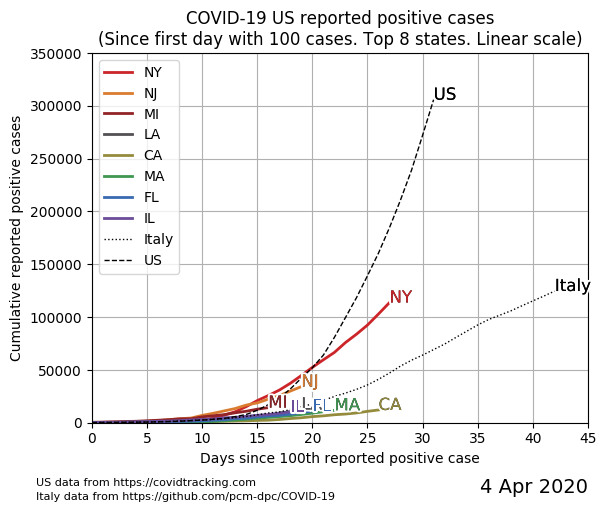 COVID-19 US reported positive cases
(Since first day with 100 cases. Top 8 states. Linear scale)
350000
300000
250000
200000
150000
100000
50000
0
Cumulative reported positive cases
NY
NJ
MI
LA
CA
MA
FL
IL
Italy
US
US
Italy
NY
NJ
MI
IL
LA
FL
MA
CA
0 5 10 15 20 25 30 35 40 45
Days since 100th reported positive case
US data from https://covidtracking.com
Italy data from https://github.com/pcm-dpc/COVID-19
4 Apr 2020